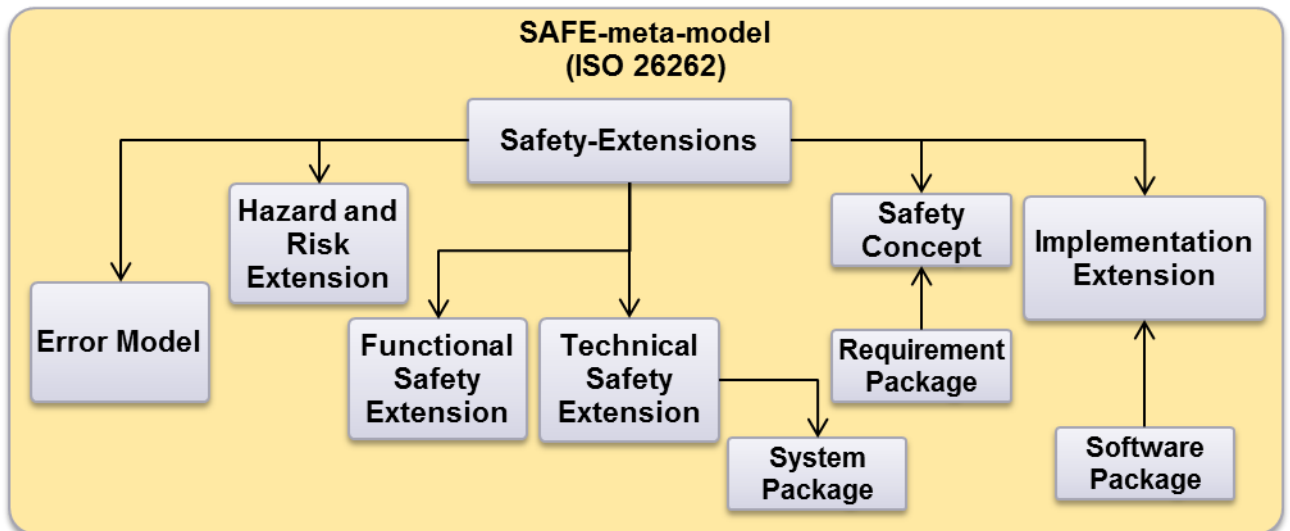 SAFE-meta-model
(ISO 26262)
Safety-Extensions
Error Model
Hazard and
Risk
Extension
Functional
Safety
Extension
Technical
Safety
Extension
System
Package
Safety
Concept
Requirement
Package
Implementation
Extension
Software
Package